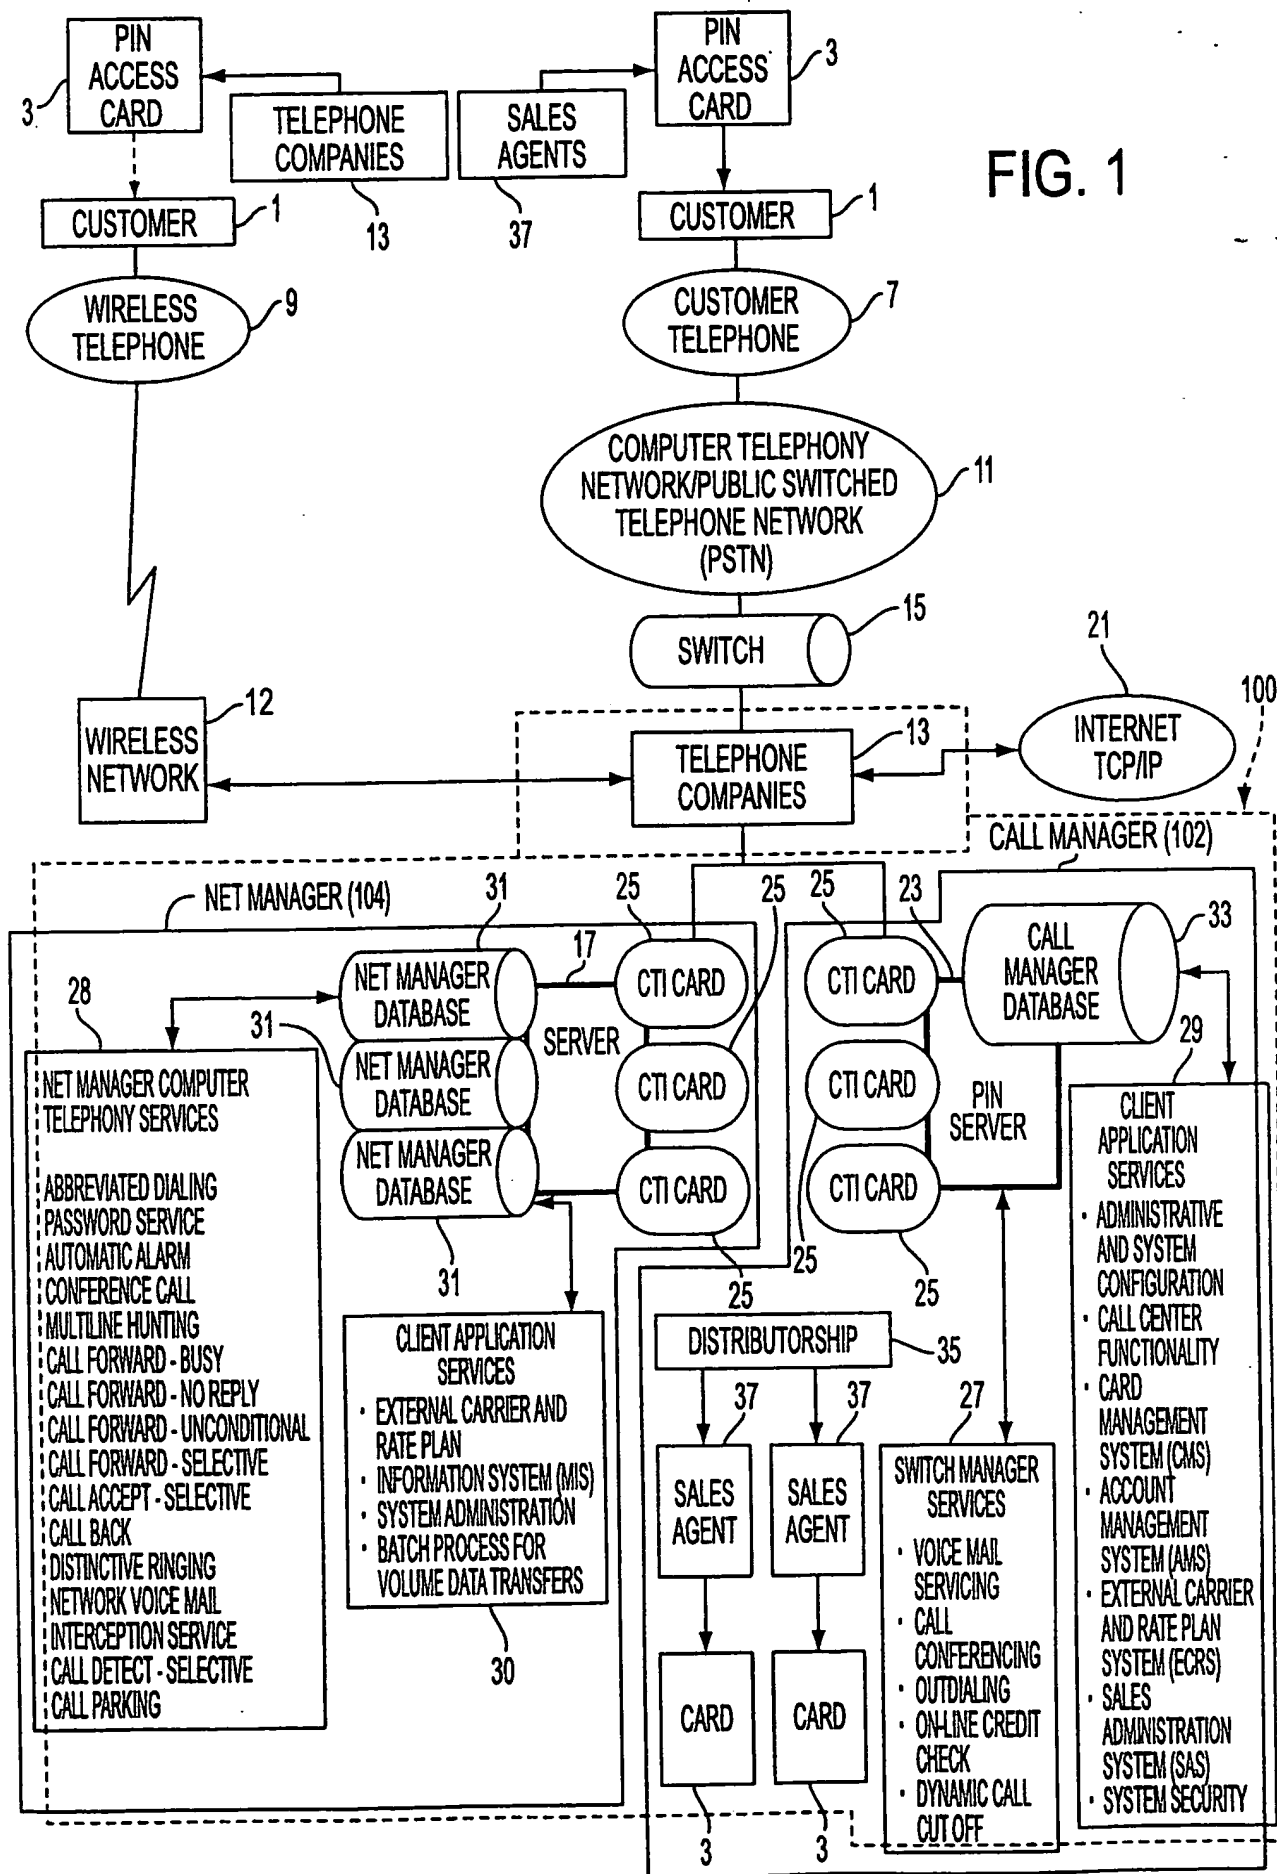 PIN
ACCESS
CARD
3
TELEPHONE
COMPANIES
13
SALES
AGENTS
37
PIN
ACCESS
CARD
3
FIG. 1
CUSTOMER
1
CUSTOMER
1
WIRELESS
TELEPHONE
9
CUSTOMER
TELEPHONE
7
COMPUTER TELEPHONY
NETWORK/PUBLIC SWITCHED
TELEPHONE NETWORK
(PSTN)
11
SWITCH
15
WIRELESS
NETWORK
12
TELEPHONE
COMPANIES
13
INTERNET
TCP/IP
21
100
CALL MANAGER (102)
NET MANAGER (104)
31
25
25
25
23
33
NET MANAGER
DATABASE
17
CTI CARD
CTI CARD
CALL
MANAGER
DATABASE
28
31
NET MANAGER
DATABASE
SERVER
CTI CARD
CTI CARD
29
NET MANAGER
DATABASE
CTI CARD
CTI CARD
PIN
SERVER
31
25
25
25
NET MANAGER COMPUTER
TELEPHONY SERVICES
ABBREVIATED DIALING
PASSWORD SERVICE
AUTOMATIC ALARM
CONFERENCE CALL
MULTILINE HUNTING
CALL FORWARD - BUSY
CALL FORWARD - NO REPLY
CALL FORWARD - UNCONDITIONAL
CALL FORWARD - SELECTIVE
CALL ACCEPT - SELECTIVE
CALL BACK
DISTINCTIVE RINGING
NETWORK VOICE MAIL
INTERCEPTION SERVICE
CALL DETECT - SELECTIVE
CALL PARKING
CLIENT APPLICATION
SERVICES
· EXTERNAL CARRIER AND
RATE PLAN
· INFORMATION SYSTEM (MIS)
· SYSTEM ADMINISTRATION
· BATCH PROCESS FOR
VOLUME DATA TRANSFERS
30
DISTRIBUTORSHIP
35
37
37
SALES
AGENT
SALES
AGENT
CARD
CARD
3
3
27
SWITCH MANAGER
SERVICES
· VOICE MAIL
SERVICING
· CALL
CONFERENCING
· OUTDIALING
· ON-LINE CREDIT
CHECK
· DYNAMIC CALL
CUT OFF
CLIENT
APPLICATION
SERVICES
· ADMINISTRATIVE
AND SYSTEM
CONFIGURATION
· CALL CENTER
FUNCTIONALITY
· CARD
MANAGEMENT
SYSTEM (CMS)
· ACCOUNT
MANAGEMENT
SYSTEM (AMS)
· EXTERNAL CARRIER
AND RATE PLAN
SYSTEM (ECRS)
· SALES
ADMINISTRATION
SYSTEM (SAS)
· SYSTEM SECURITY